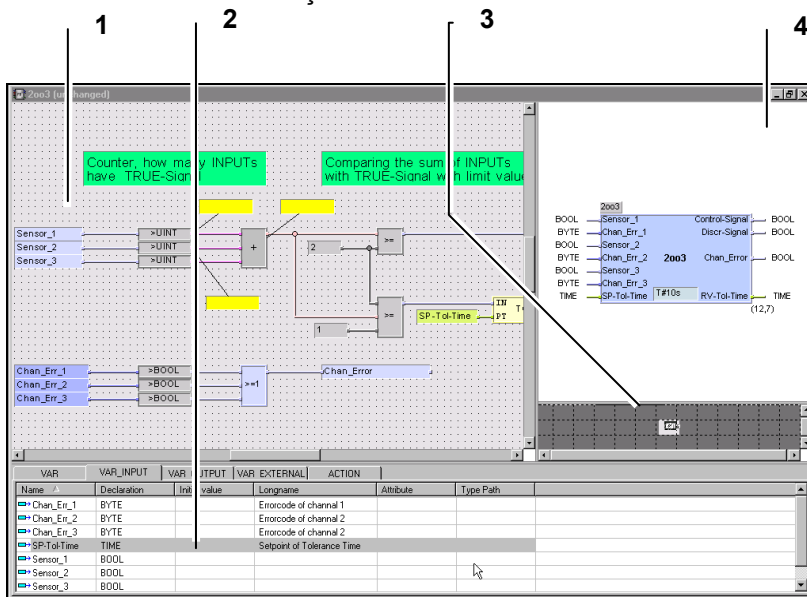 1 2 3 4
2oo3 (unchanged)
Counter, how many INPUTs
have TRUE-Signal
Comparing the sum of INPUTs
with TRUE-Signal with limit value
Sensor_1 >UINT
Sensor_2 >UINT
Sensor_3 >UINT
+
2
>=
>=
1
SP-Tol-Time
IN
PT
Chan_Err_1 >BOOL
Chan_Err_2 >BOOL
Chan_Err_3 >BOOL
>=1
Chan_Error
2oo3
BOOL Sensor_1 Control-Signal BOOL
BYTE Chan_Err_1 Discr-Signal BOOL
BOOL Sensor_2
BYTE Chan_Err_2 2oo3 Chan_Error BOOL
BOOL Sensor_3
BYTE Chan_Err_3
TIME SP-Tol-Time T#10s RV-Tol-Time TIME
(12,7)
VAR VAR_INPUT VAR_OUTPUT VAR_EXTERNAL ACTION
Name Declaration Initial value Longname Attribute Type Path
Chan_Err_1 BYTE Errorcode of channal 1
Chan_Err_2 BYTE Errorcode of channel 2
Chan_Err_3 BYTE Errorcode of channel 2
SP-Tol-Time TIME Setpoint of Tolerance Time
Sensor_1 BOOL
Sensor_2 BOOL
Sensor_3 BOOL